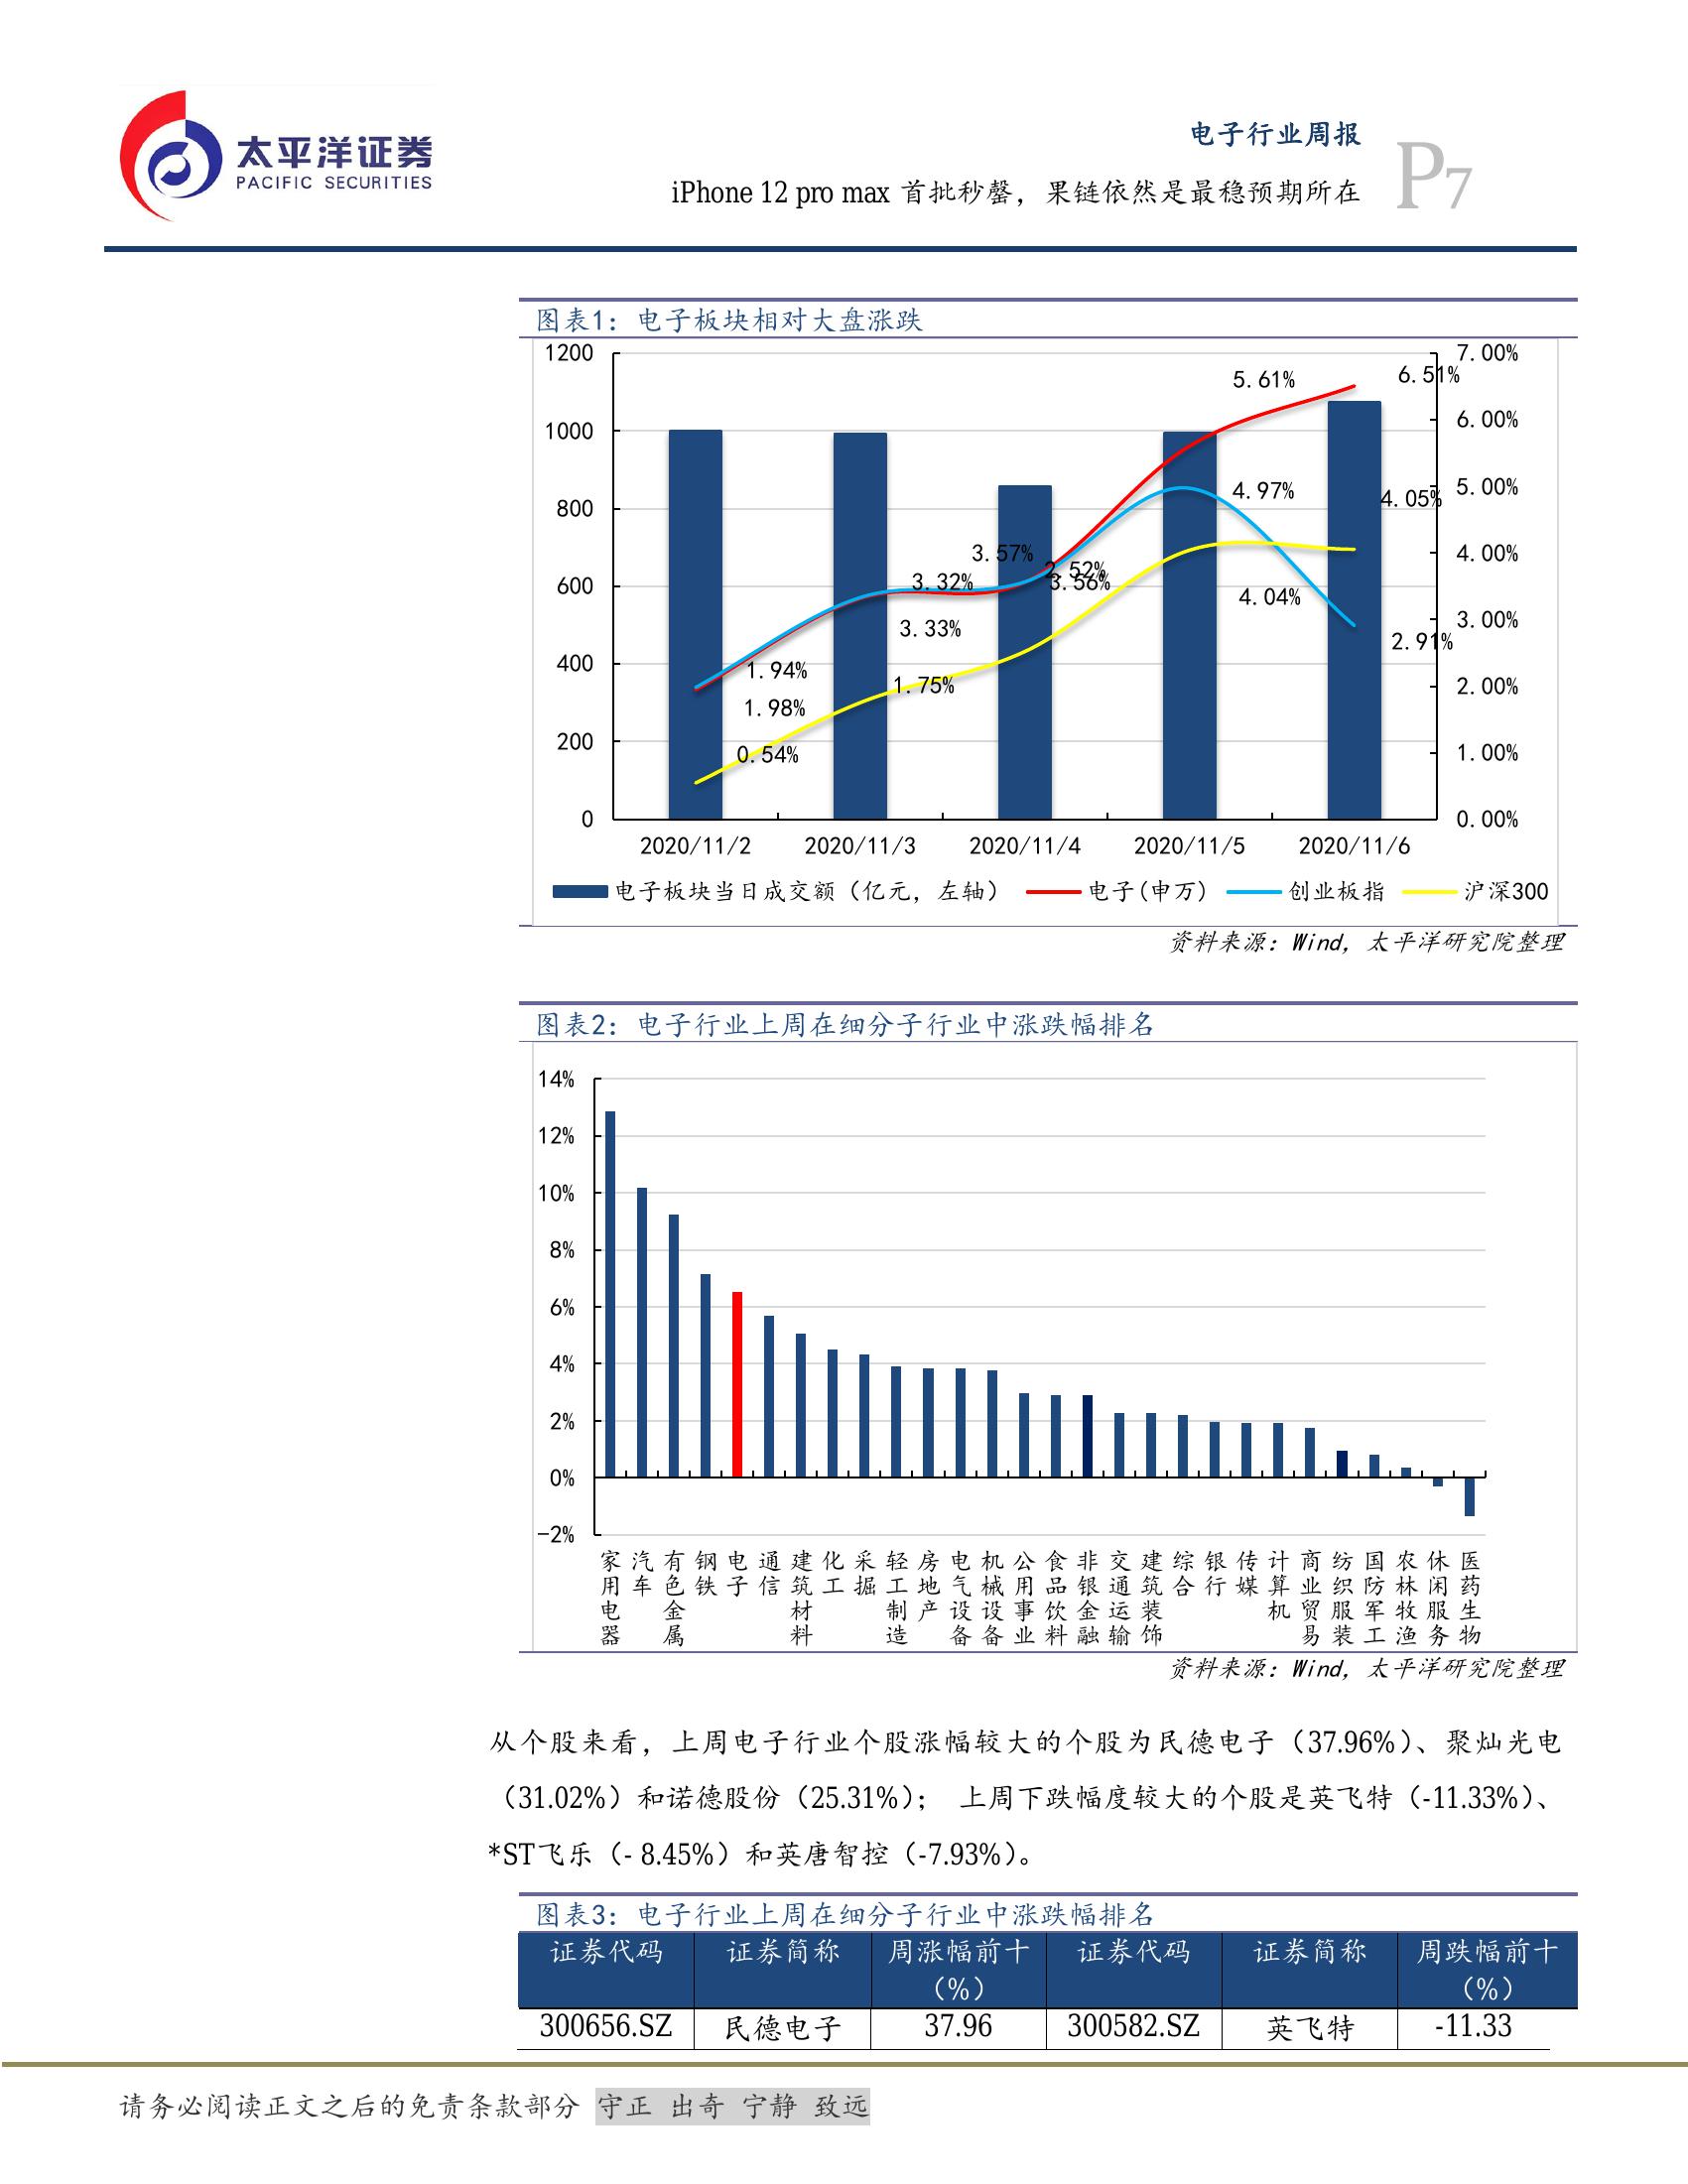 太平洋证券
PACIFIC SECURITIES
电子行业周报
iPhone 12 pro max 首批秒罄，果链依然是最稳预期所在
P7
图表1：电子板块相对大盘涨跌
1200
1000
800
600
400
200
0
7.00%
6.00%
5.00%
4.00%
3.00%
2.00%
1.00%
0.00%
1.94%
3.32%
3.57%
5.61%
6.51%
1.98%
3.33%
3.56%
4.97%
2.91%
0.54%
1.75%
2.52%
4.04%
4.05%
2020/11/2 2020/11/3 2020/11/4 2020/11/5 2020/11/6
电子板块当日成交额（亿元，左轴） 电子(申万) 创业板指 沪深300
资料来源：Wind，太平洋研究院整理
图表2：电子行业上周在细分子行业中涨跌幅排名
14%
12%
10%
8%
6%
4%
2%
0%
-2%
家用电器
汽车
有色金属
钢铁
电子
通信
建筑材料
化工
采掘
轻工制造
房地产
电气设备
机械设备
公用事业
食品饮料
非银金融
交通运输
建筑装饰
综合
银行
传媒
计算机
商业贸易
纺织服装
国防军工
农林牧渔
休闲服务
医药生物
资料来源：Wind，太平洋研究院整理
从个股来看，上周电子行业个股涨幅较大的个股为民德电子（37.96%）、聚灿光电
（31.02%）和诺德股份（25.31%）； 上周下跌幅度较大的个股是英飞特（-11.33%）、
*ST飞乐（- 8.45%）和英唐智控（-7.93%）。
图表3：电子行业上周在细分子行业中涨跌幅排名
证券代码 证券简称 周涨幅前十（%） 证券代码 证券简称 周跌幅前十（%）
300656.SZ 民德电子 37.96 300582.SZ 英飞特 -11.33
请务必阅读正文之后的免责条款部分 守正 出奇 宁静 致远